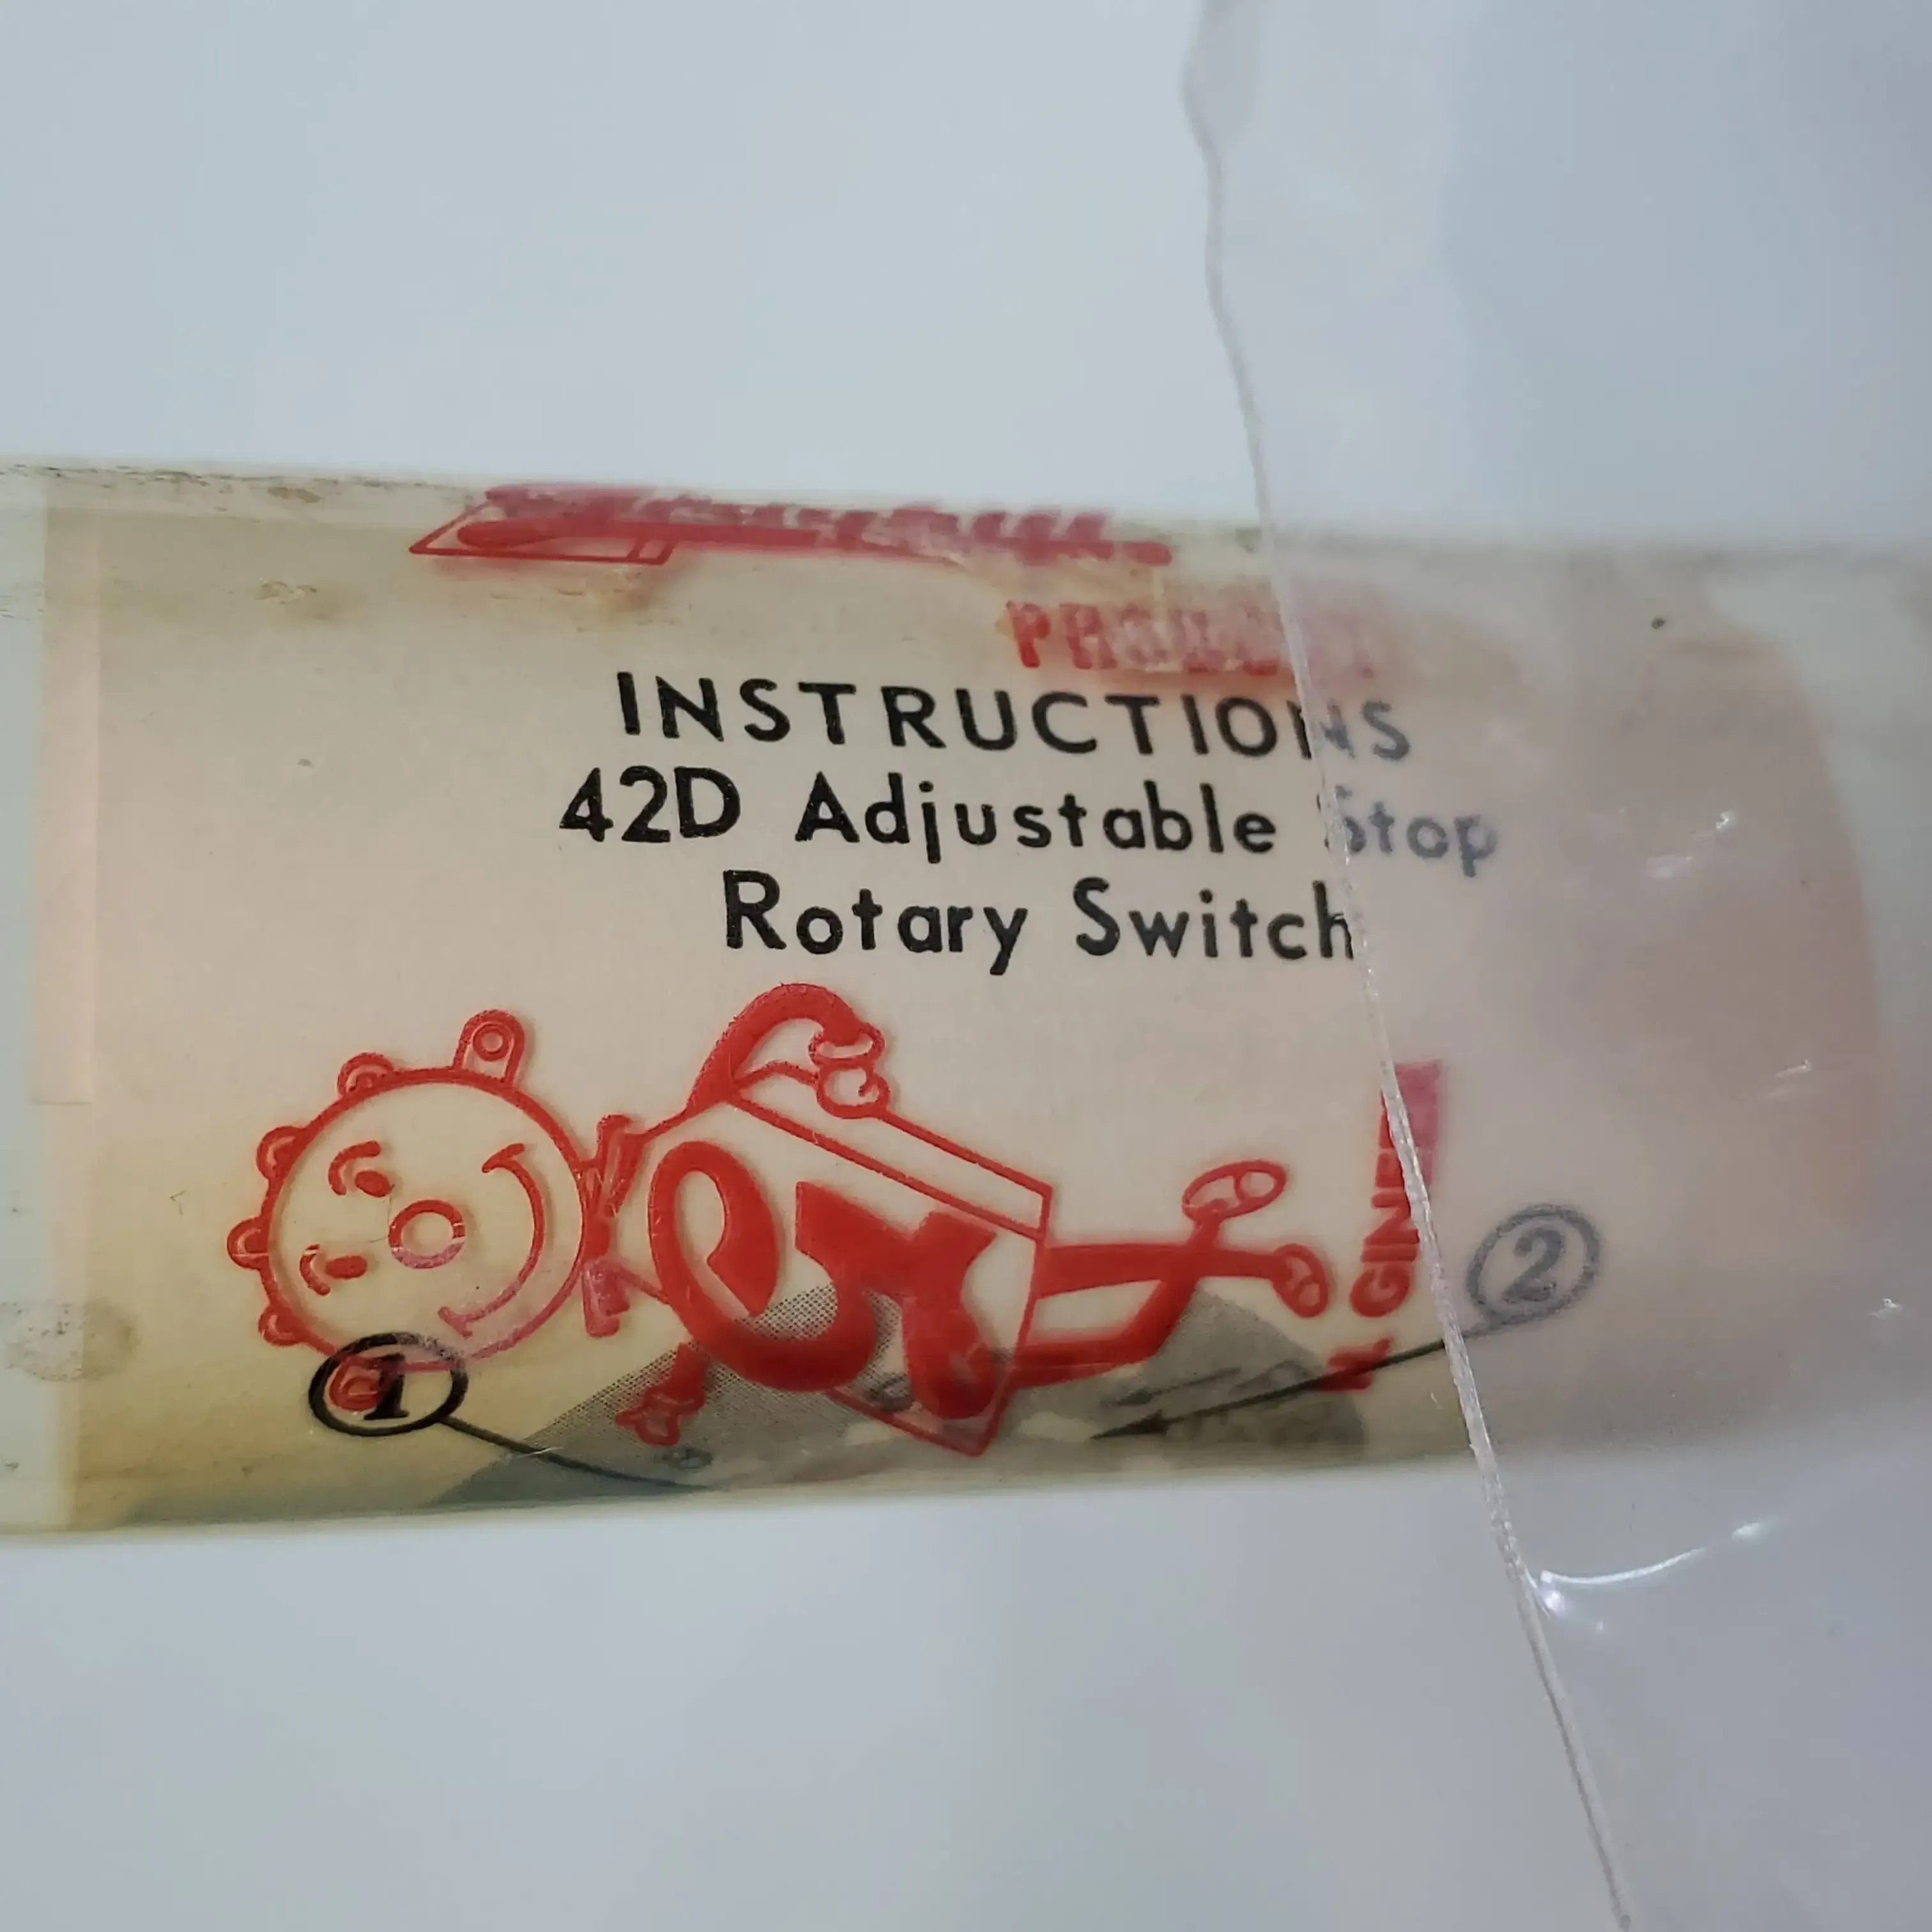 INSTRUCTIONS
42D Adjustable Stop
Rotary Switch
1
2